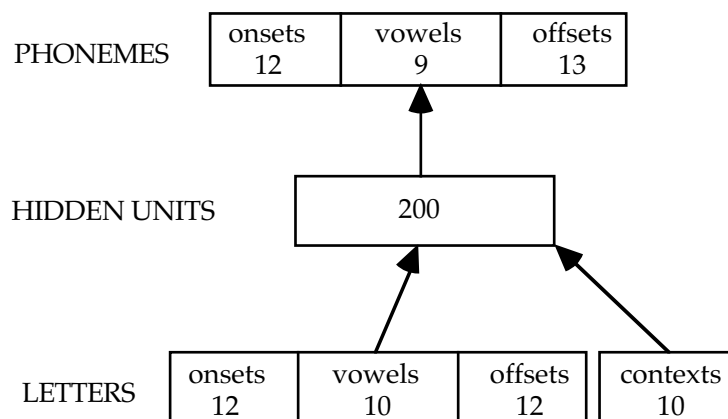 onsets vowels offsets
PHONEMES
12 9 13
HIDDEN UNITS 200
onsets vowels offsets contexts
LETTERS
12 10 12 10